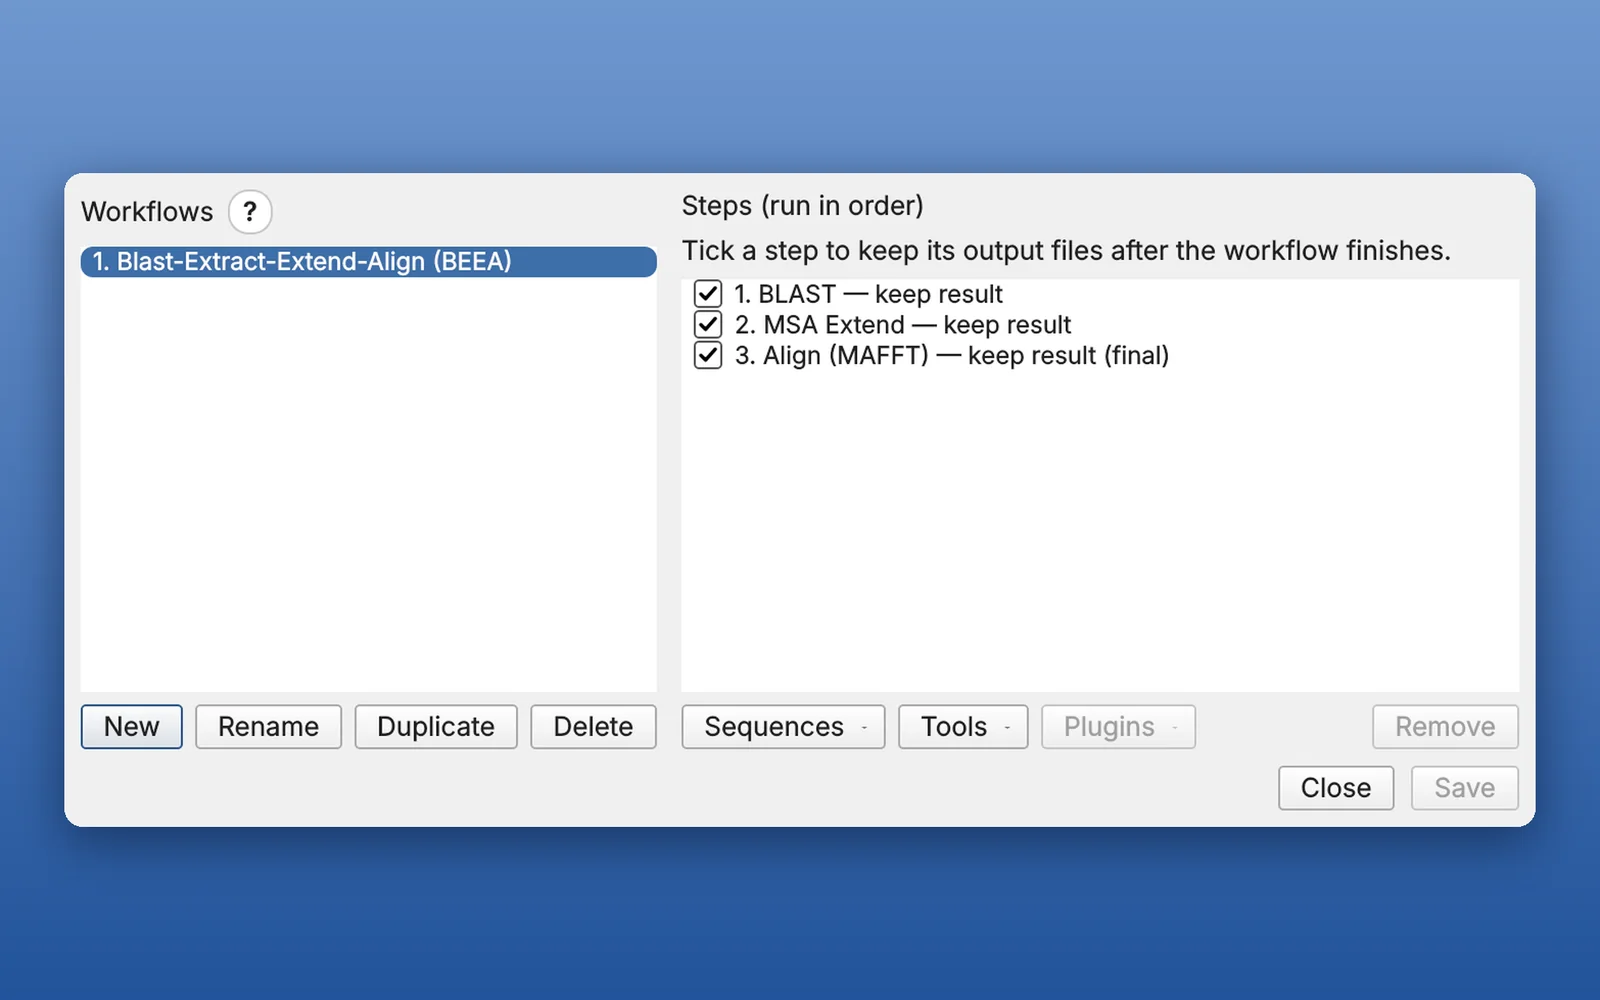 Workflows ?
1. Blast-Extract-Extend-Align (BEEA)
New Rename Duplicate Delete
Steps (run in order)
Tick a step to keep its output files after the workflow finishes.
1. BLAST — keep result
2. MSA Extend — keep result
3. Align (MAFFT) — keep result (final)
Sequences Tools Plugins Remove
Close Save